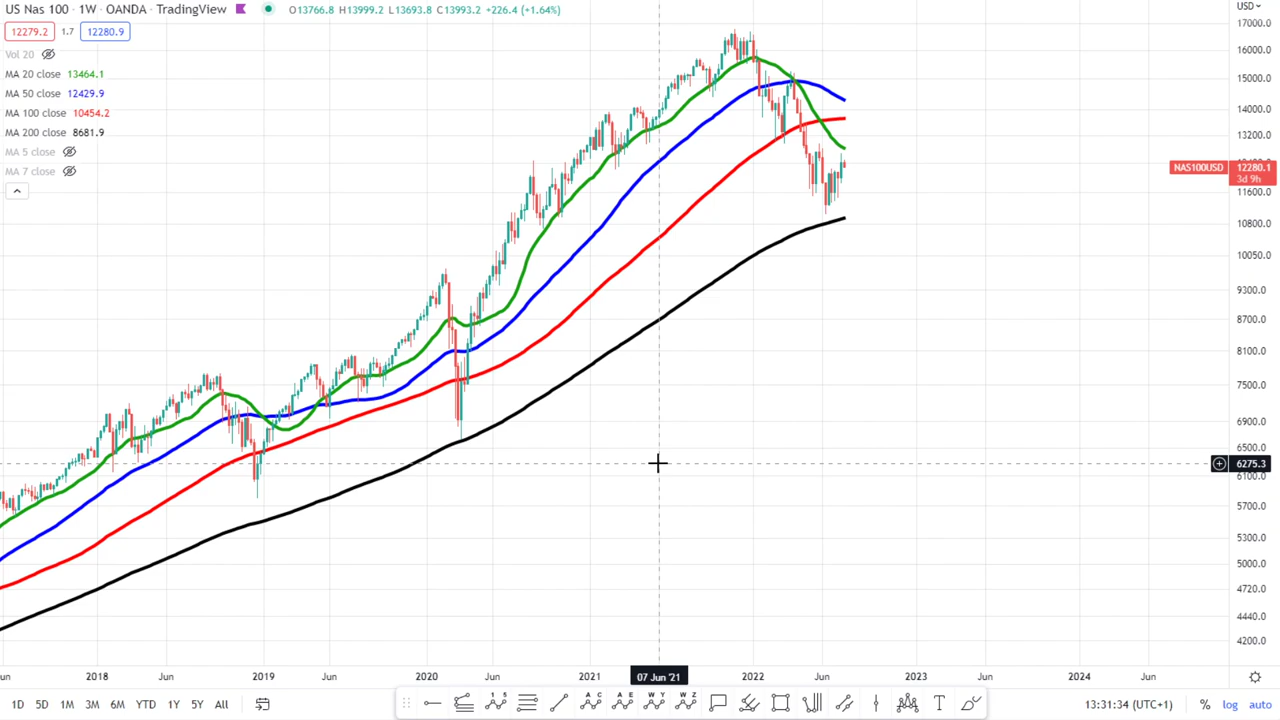 US Nas 100 · 1W · OANDA · TradingView O13766.8 H13999.2 L13693.8 C13993.2 +226.4 (+1.64%)
12279.2 1.7 12280.9
Vol 20
MA 20 close 13464.1
MA 50 close 12429.9
MA 100 close 10454.2
MA 200 close 8681.9
MA 5 close
MA 7 close
USD
17000.0
16000.0
15000.0
14000.0
13200.0
NAS100USD 12280.1
3d 9h
11600.0
10800.0
10050.0
9300.0
8700.0
8100.0
7500.0
6900.0
6500.0
6275.3
6100.0
5700.0
5300.0
5000.0
4720.0
4440.0
4200.0
un 2018 Jun 2019 Jun 2020 Jun 2021 07 Jun '21 2022 Jun 2023 Jun 2024 Jun
1D 5D 1M 3M 6M YTD 1Y 5Y All 13:31:34 (UTC+1) % log auto